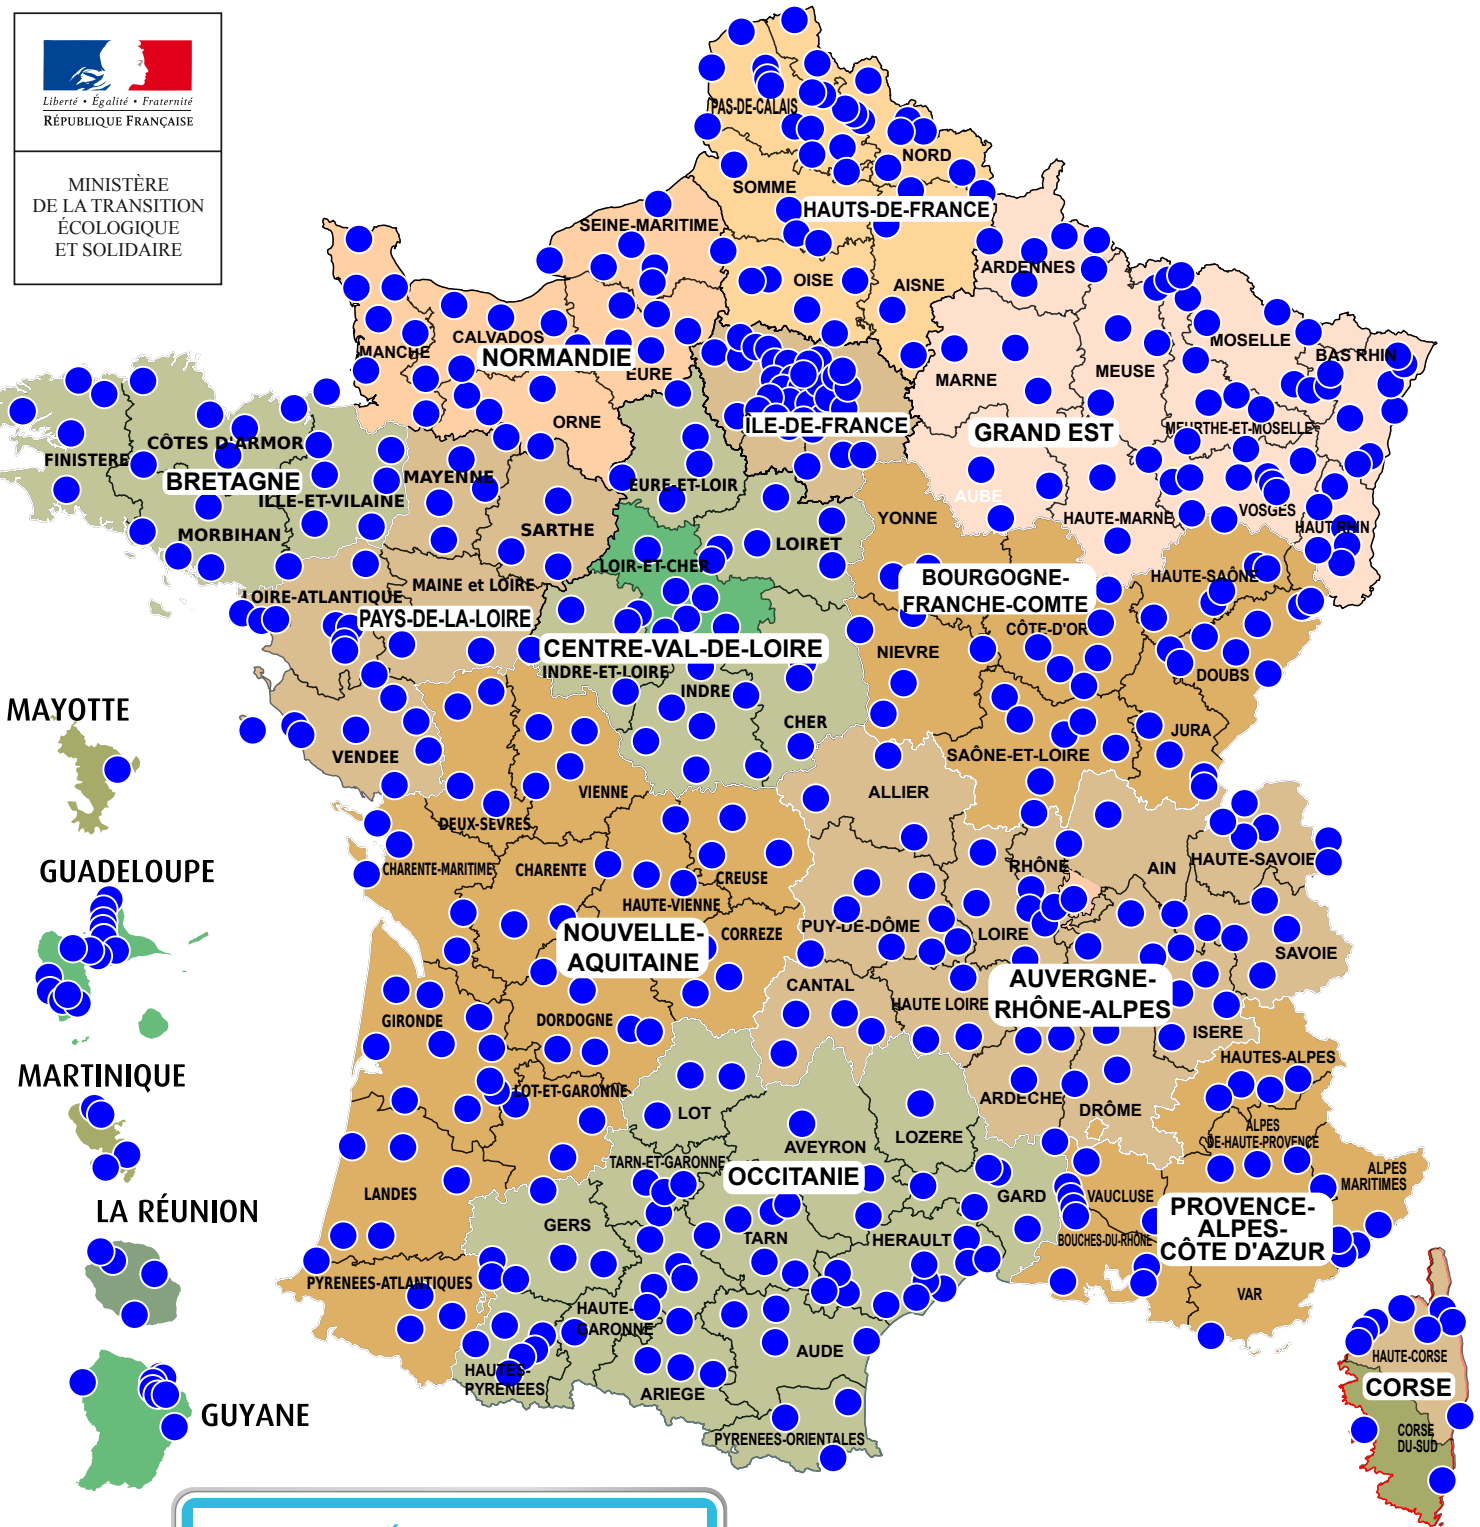 Liberté • Égalité • Fraternité
RÉPUBLIQUE FRANÇAISE
MINISTÈRE
DE LA TRANSITION
ÉCOLOGIQUE
ET SOLIDAIRE
PAS-DE-CALAIS
NORD
SOMME
HAUTS-DE-FRANCE
SEINE-MARITIME
OISE
AISNE
ARDENNES
CALVADOS
MANCHE
NORMANDIE
EURE
ORNE
MARNE
MEUSE
MOSELLE
BAS RHIN
ÎLE-DE-FRANCE
GRAND EST
MEURTHE-ET-MOSELLE
AUBE
HAUTE-MARNE
VOSGES
HAUT RHIN
FINISTERE
CÔTES D'ARMOR
BRETAGNE
ILLE-ET-VILAINE
MORBIHAN
MAYENNE
SARTHE
EURE-ET-LOIR
LOIRET
YONNE
LOIR-ET-CHER
LOIRE-ATLANTIQUE
MAINE et LOIRE
PAYS-DE-LA-LOIRE
CENTRE-VAL-DE-LOIRE
INDRE-ET-LOIRE
INDRE
CHER
BOURGOGNE-
FRANCHE-COMTE
HAUTE-SAÔNE
CÔTE-D'OR
NIEVRE
DOUBS
JURA
SAÔNE-ET-LOIRE
VENDEE
DEUX-SEVRES
VIENNE
ALLIER
MAYOTTE
CHARENTE-MARITIME
CHARENTE
HAUTE-VIENNE
CREUSE
CORREZE
NOUVELLE-
AQUITAINE
PUY-DE-DÔME
LOIRE
RHÔNE
AIN
HAUTE-SAVOIE
SAVOIE
GUADELOUPE
AUVERGNE-
RHÔNE-ALPES
CANTAL
HAUTE LOIRE
ISERE
GIRONDE
DORDOGNE
LOT-ET-GARONNE
ARDECHE
DRÔME
HAUTES-ALPES
MARTINIQUE
LOT
AVEYRON
LOZERE
ALPES
DE-HAUTE-PROVENCE
ALPES
MARITIMES
TARN-ET-GARONNE
OCCITANIE
LANDES
GERS
TARN
GARD
HERAULT
VAUCLUSE
BOUCHES-DU-RHÔNE
PROVENCE-
ALPES-
CÔTE D'AZUR
VAR
LA RÉUNION
PYRENEES-ATLANTIQUES
HAUTE-
GARONNE
HAUTES-
PYRENEES
ARIEGE
AUDE
PYRENEES-ORIENTALES
HAUTE-CORSE
CORSE
CORSE
DU-SUD
GUYANE